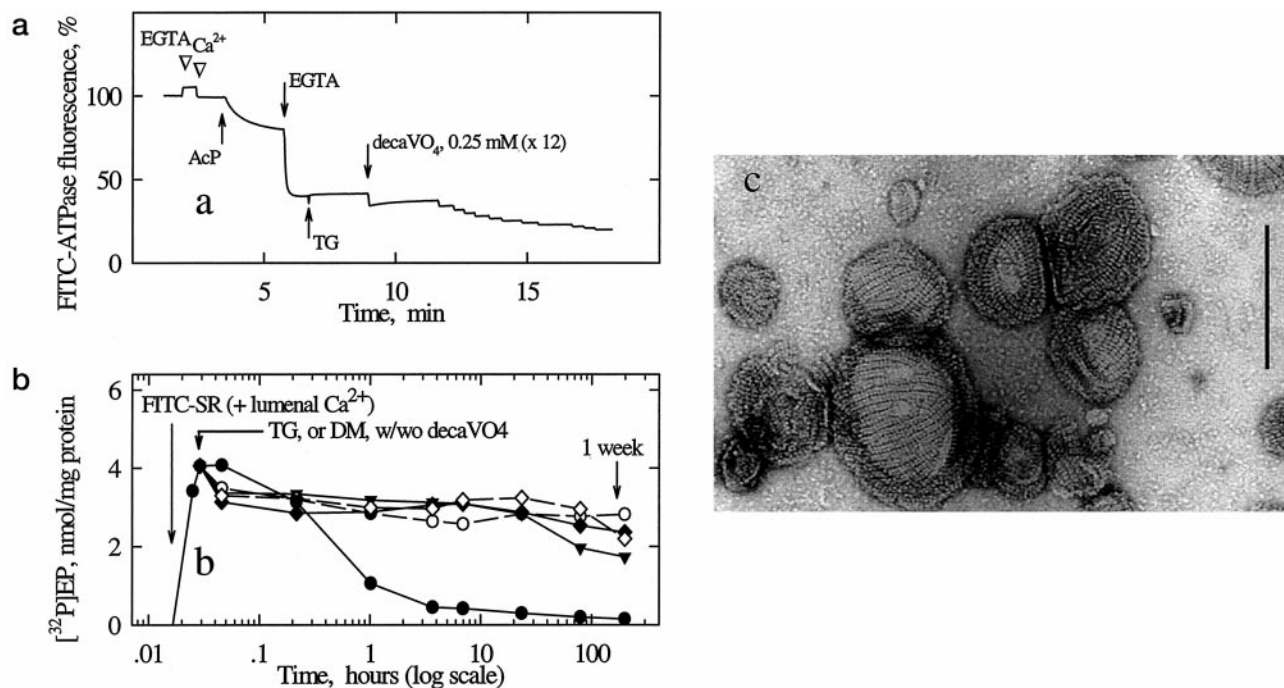 a
FITC-ATPase fluorescence, %
EGTA Ca²⁺
100
50
0
AcP
EGTA
TG
decaVO₄, 0.25 mM (x 12)
a
5
10
15
Time, min
b
[³²P]EP, nmol/mg protein
6
4
2
0
FITC-SR (+ lumenal Ca²⁺)
TG, or DM, w/wo decaVO4
1 week
b
.01
.1
1
10
100
Time, hours (log scale)
c